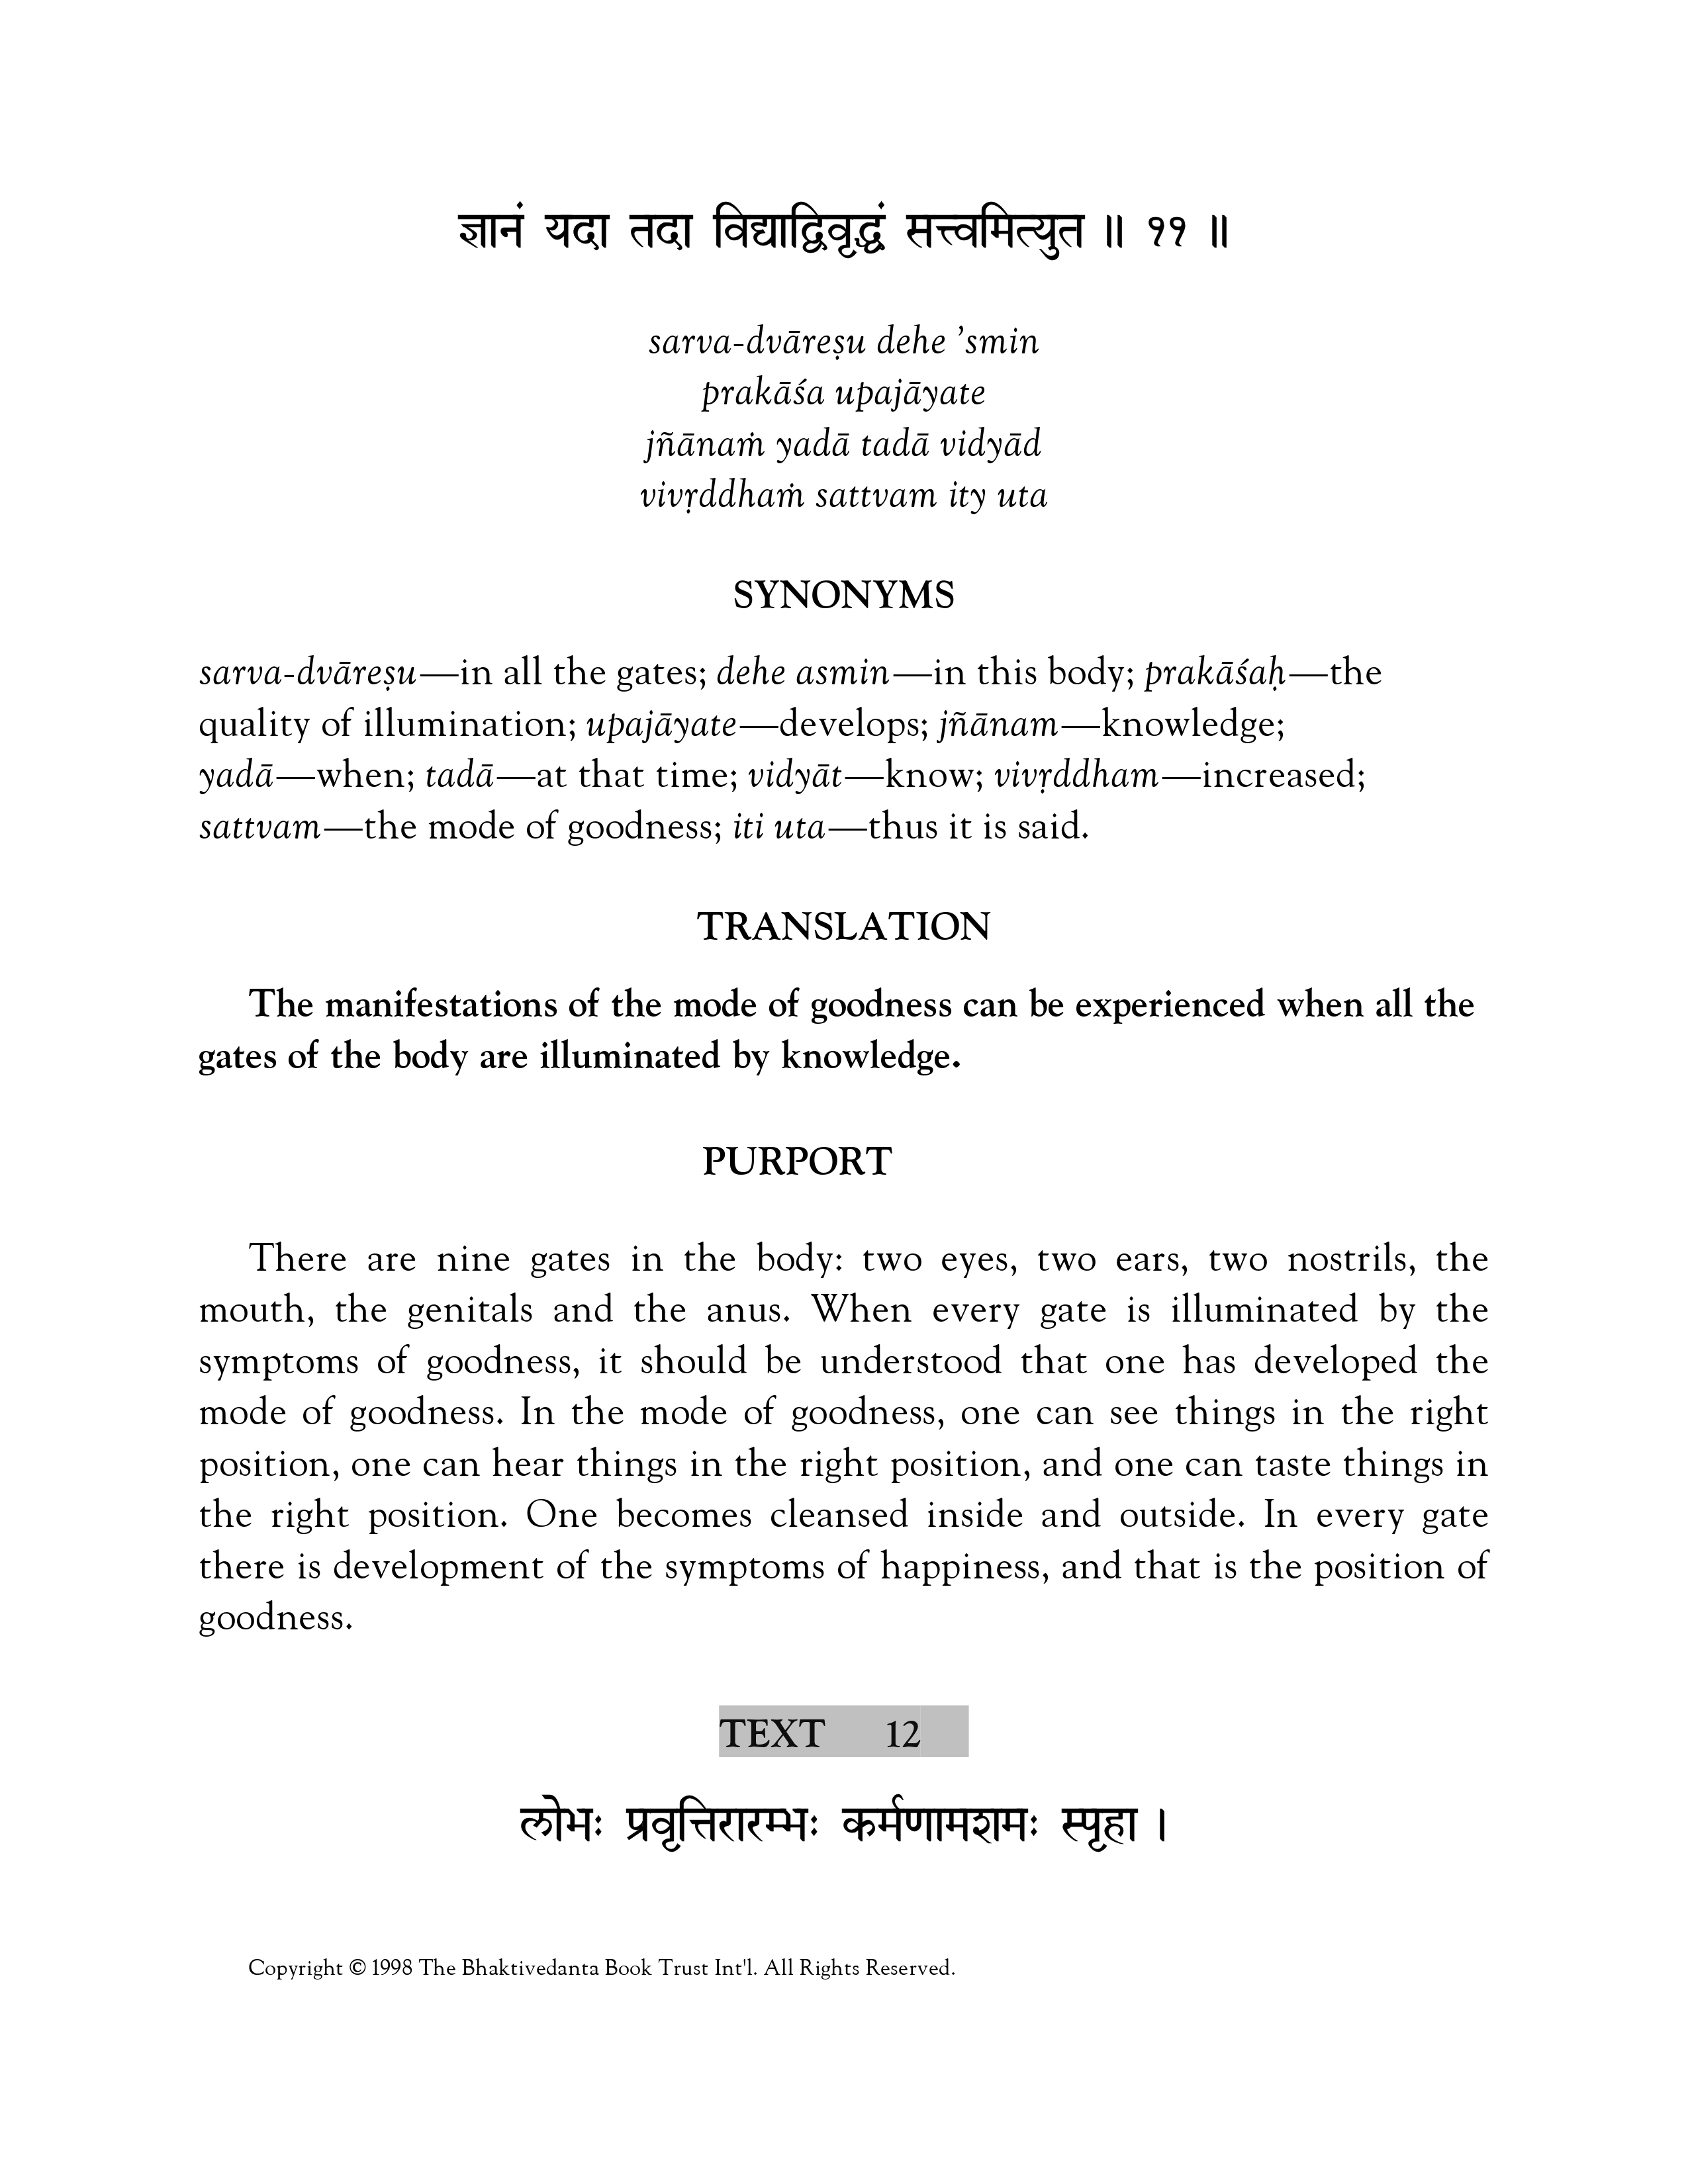 ज्ञानं यदा तदा विद्याद्विवृद्धं सत्त्वमित्युत ॥ ११ ॥
sarva-dvāreṣu dehe ’smin
prakāśa upajāyate
jñānaṁ yadā tadā vidyād
vivṛddhaṁ sattvam ity uta
SYNONYMS
sarva-dvāreṣu—in all the gates; dehe asmin—in this body; prakāśaḥ—the
quality of illumination; upajāyate—develops; jñānam—knowledge;
yadā—when; tadā—at that time; vidyāt—know; vivṛddham—increased;
sattvam—the mode of goodness; iti uta—thus it is said.
TRANSLATION
The manifestations of the mode of goodness can be experienced when all the
gates of the body are illuminated by knowledge.
PURPORT
There are nine gates in the body: two eyes, two ears, two nostrils, the
mouth, the genitals and the anus. When every gate is illuminated by the
symptoms of goodness, it should be understood that one has developed the
mode of goodness. In the mode of goodness, one can see things in the right
position, one can hear things in the right position, and one can taste things in
the right position. One becomes cleansed inside and outside. In every gate
there is development of the symptoms of happiness, and that is the position of
goodness.
TEXT 12
लोभः प्रवृत्तिरारम्भः कर्मणामशमः स्पृहा ।
Copyright © 1998 The Bhaktivedanta Book Trust Int'l. All Rights Reserved.